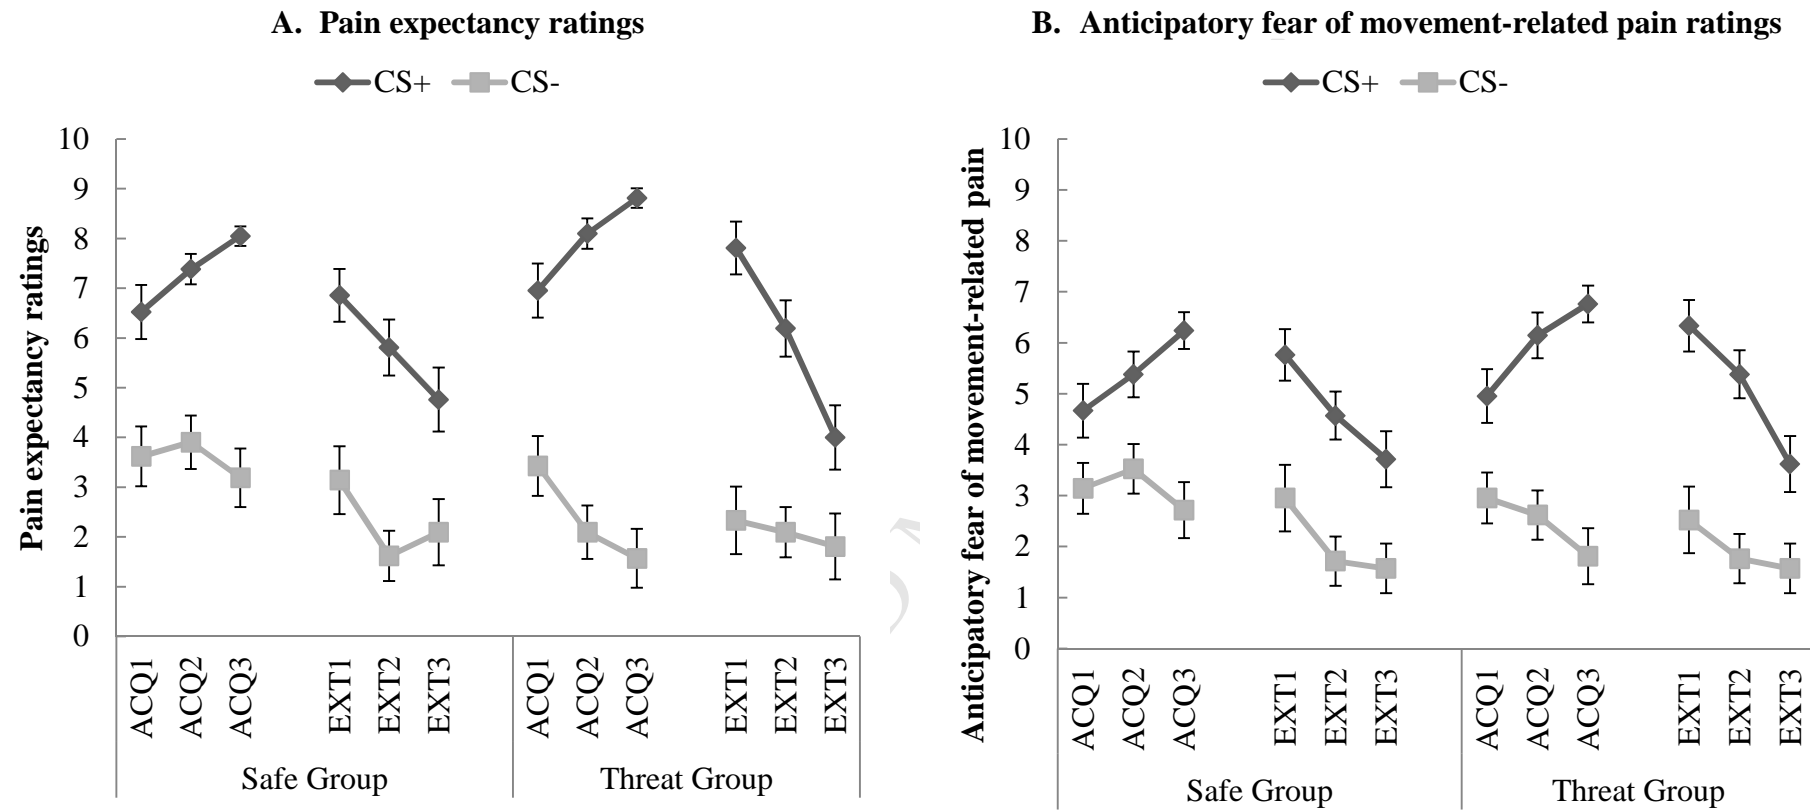 A. Pain expectancy ratings
CS+ CS-
Pain expectancy ratings
10
9
8
7
6
5
4
3
2
1
0
ACQ1 ACQ2 ACQ3 EXT1 EXT2 EXT3 ACQ1 ACQ2 ACQ3 EXT1 EXT2 EXT3
Safe Group Threat Group
B. Anticipatory fear of movement-related pain ratings
CS+ CS-
Anticipatory fear of movement-related pain
10
9
8
7
6
5
4
3
2
1
0
ACQ1 ACQ2 ACQ3 EXT1 EXT2 EXT3 ACQ1 ACQ2 ACQ3 EXT1 EXT2 EXT3
Safe Group Threat Group